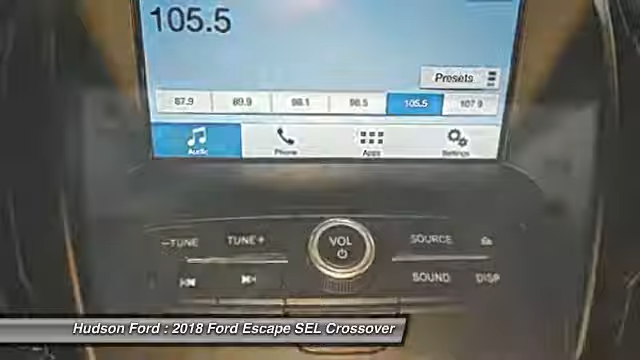 105.5
Presets
87.9 89.9 98.1 98.5 105.5 107.9
Audio Phone Apps Settings
-TUNE TUNE+ VOL SOURCE
SOUND DISP
Hudson Ford : 2018 Ford Escape SEL Crossover